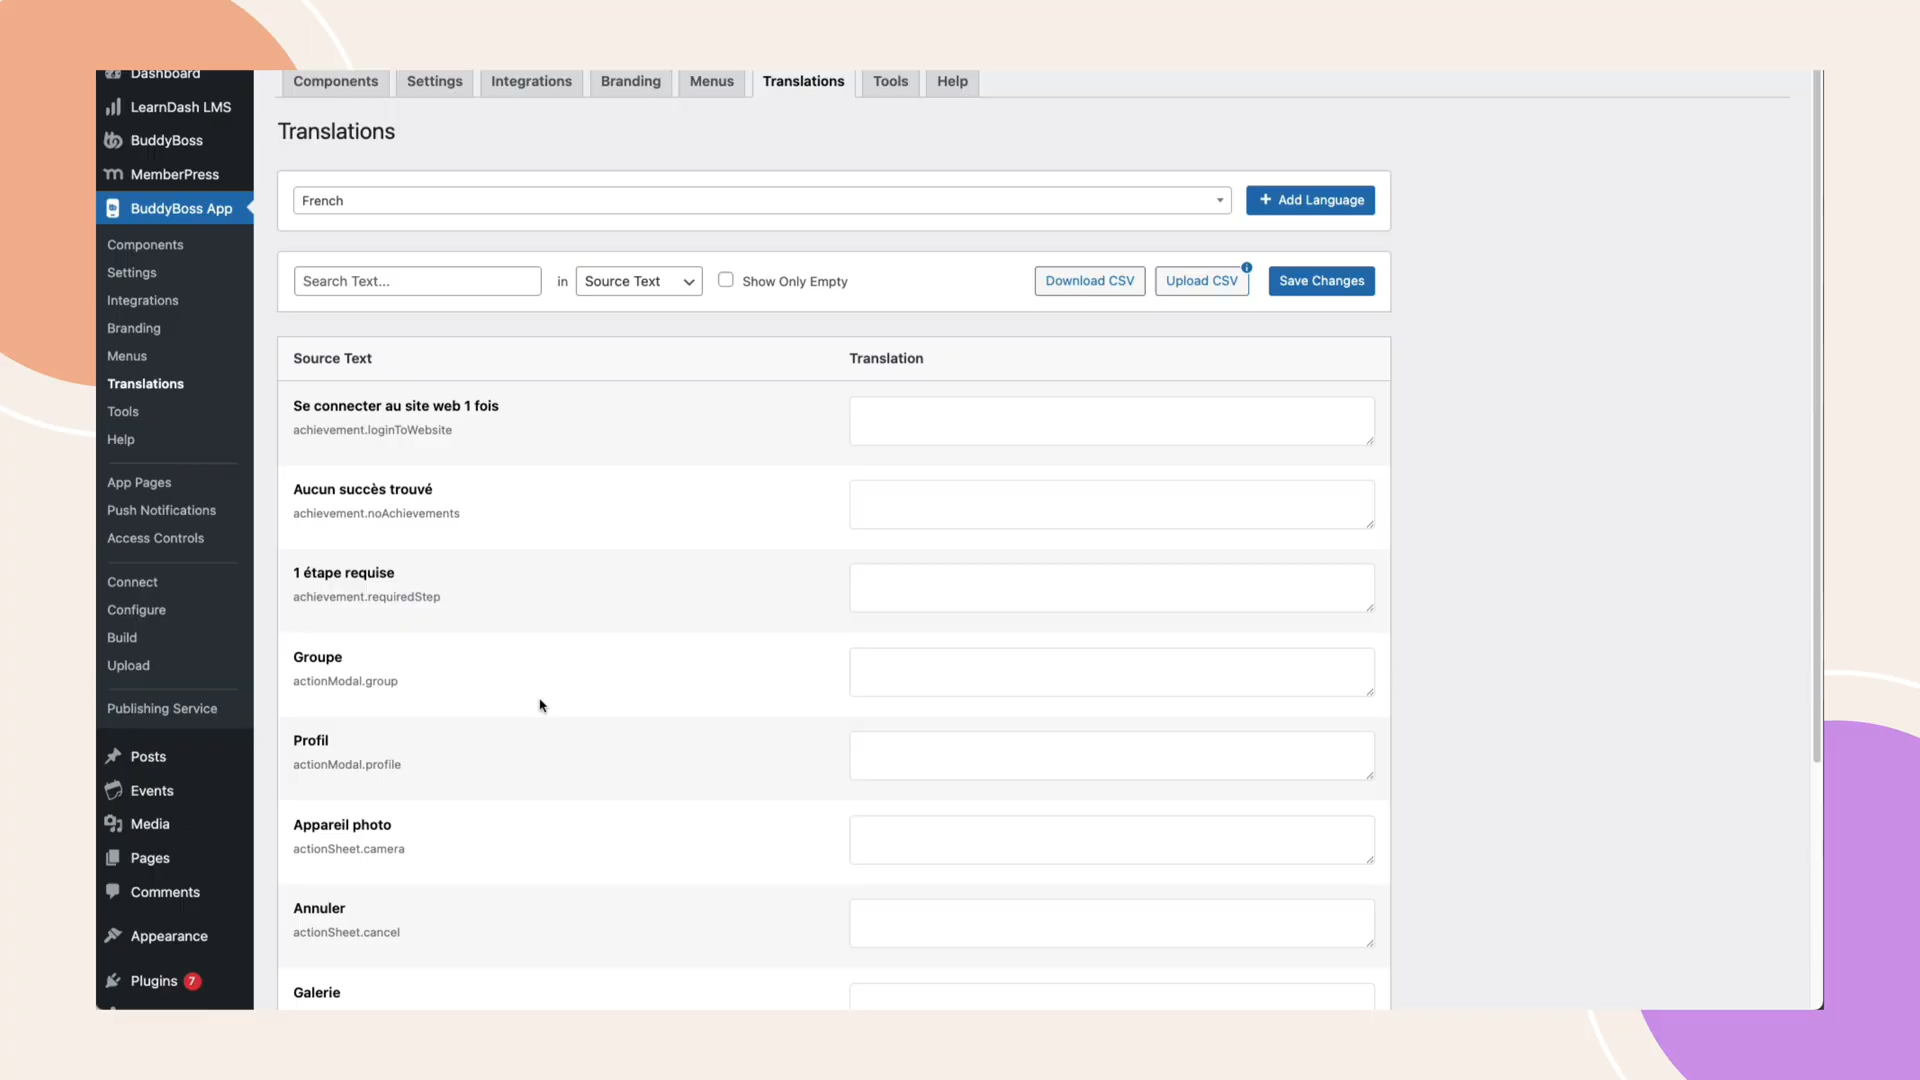 Dashboard
LearnDash LMS
BuddyBoss
MemberPress
BuddyBoss App
Components
Settings
Integrations
Branding
Menus
Translations
Tools
Help
App Pages
Push Notifications
Access Controls
Connect
Configure
Build
Upload
Publishing Service
Posts
Events
Media
Pages
Comments
Appearance
Plugins 7
Components Settings Integrations Branding Menus Translations Tools Help
Translations
French
+ Add Language
Search Text... in Source Text Show Only Empty Download CSV Upload CSV i Save Changes
Source Text Translation
Se connecter au site web 1 fois
achievement.loginToWebsite
Aucun succès trouvé
achievement.noAchievements
1 étape requise
achievement.requiredStep
Groupe
actionModal.group
Profil
actionModal.profile
Appareil photo
actionSheet.camera
Annuler
actionSheet.cancel
Galerie